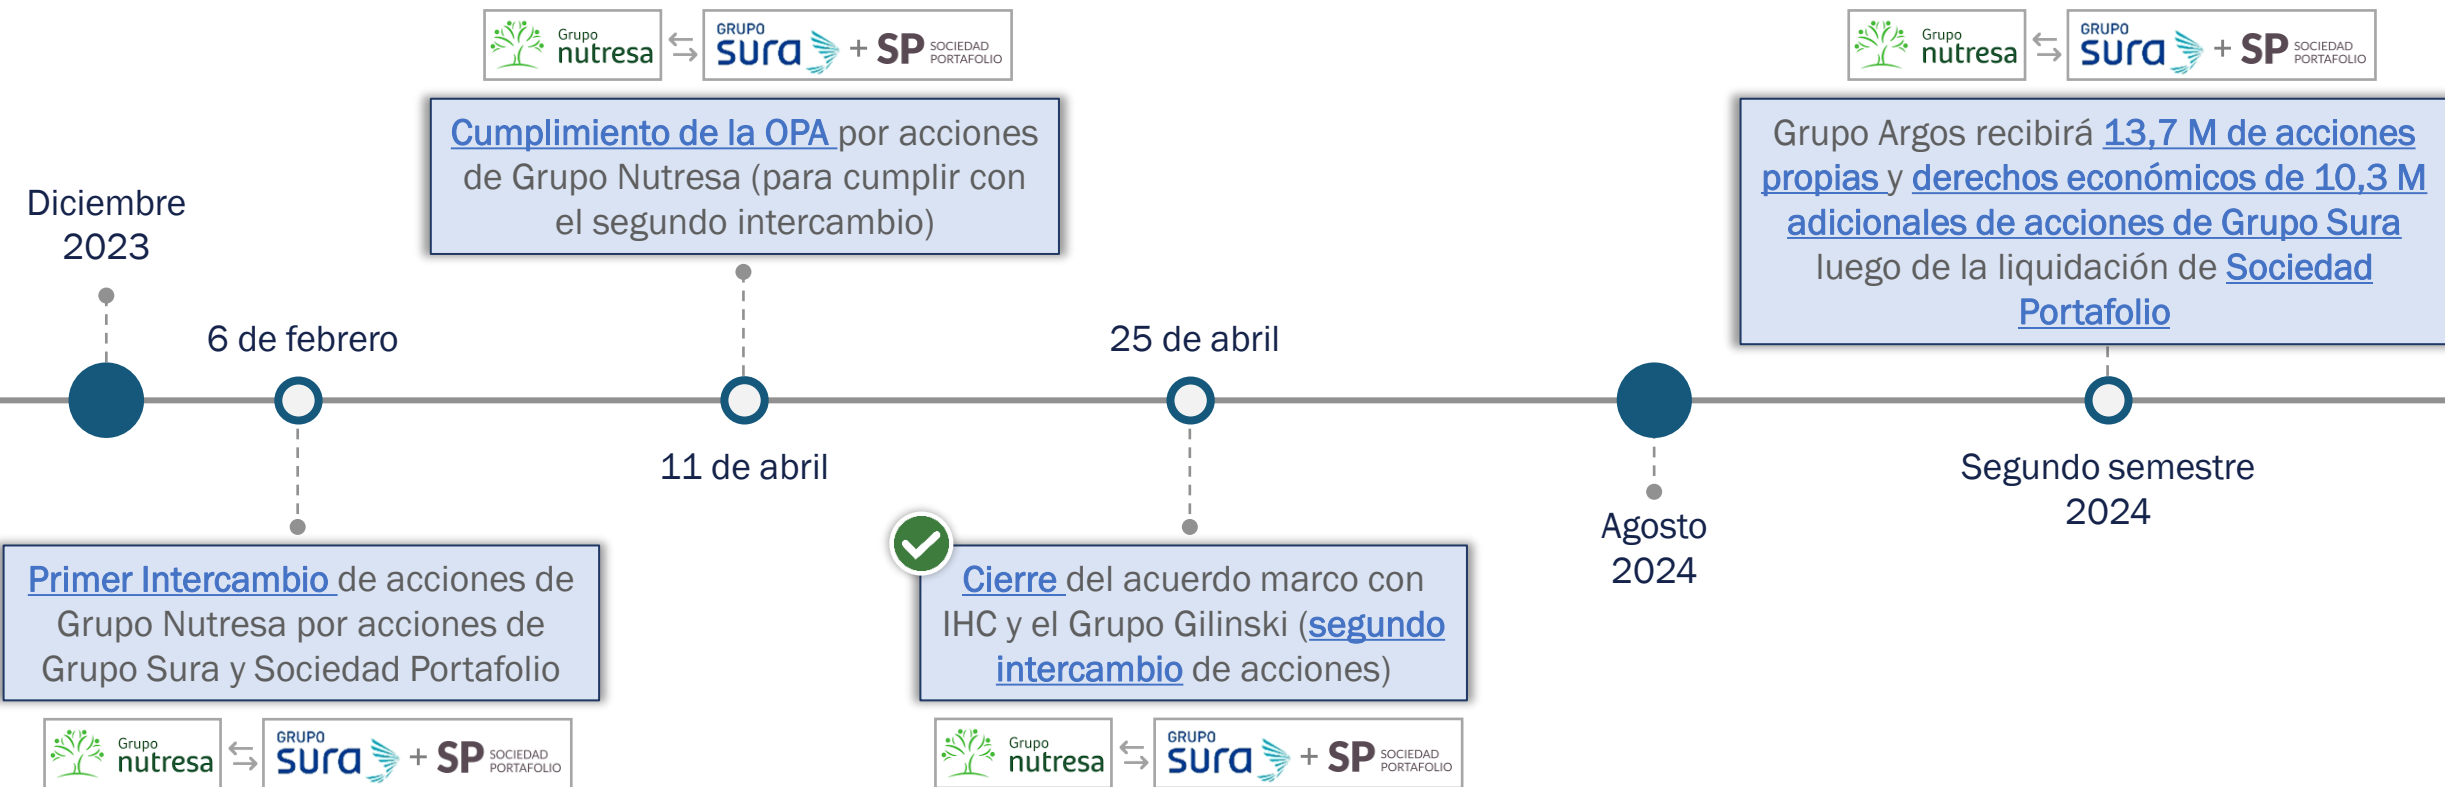 Grupo
nutresa
GRUPO
sura
+ SP SOCIEDAD
PORTAFOLIO
Grupo
nutresa
GRUPO
sura
+ SP SOCIEDAD
PORTAFOLIO
Cumplimiento de la OPA por acciones
de Grupo Nutresa (para cumplir con
el segundo intercambio)
Grupo Argos recibirá 13,7 M de acciones
propias y derechos económicos de 10,3 M
adicionales de acciones de Grupo Sura
luego de la liquidación de Sociedad
Portafolio
Diciembre
2023
6 de febrero
25 de abril
11 de abril
Segundo semestre
2024
Agosto
2024
Primer Intercambio de acciones de
Grupo Nutresa por acciones de
Grupo Sura y Sociedad Portafolio
Cierre del acuerdo marco con
IHC y el Grupo Gilinski (segundo
intercambio de acciones)
Grupo
nutresa
GRUPO
sura
+ SP SOCIEDAD
PORTAFOLIO
Grupo
nutresa
GRUPO
sura
+ SP SOCIEDAD
PORTAFOLIO